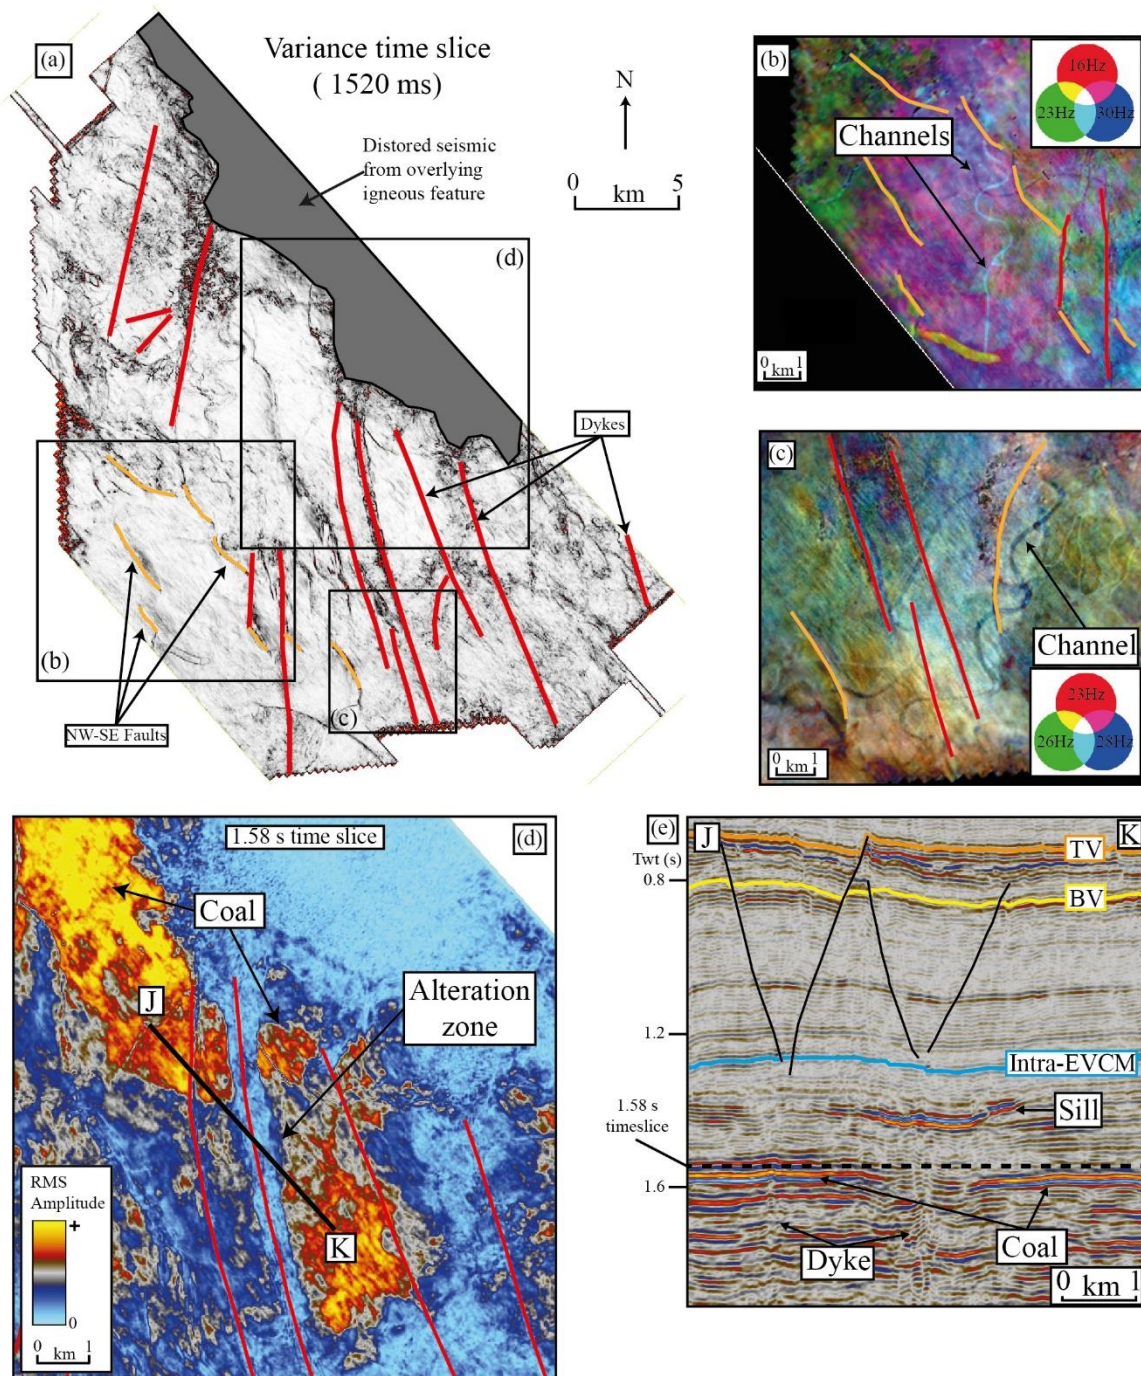 (a)
Variance time slice
( 1520 ms)
N
Distored seismic
from overlying
igneous feature
0 5
km
(d)
Dykes
(b)
NW-SE Faults
(c)
(b)
Channels
16Hz
23Hz
30Hz
0 km 1
(c)
Channel
23Hz
26Hz
28Hz
0 km 1
1.58 s time slice
(d)
Coal
Alteration
zone
J
K
RMS
Amplitude
+
0
0 1
km
(e)
J
K
Twt (s)
TV
0.8
BV
1.2
Intra-EVCM
Sill
1.58 s
timeslice
1.6
Dyke
Coal
0 km 1